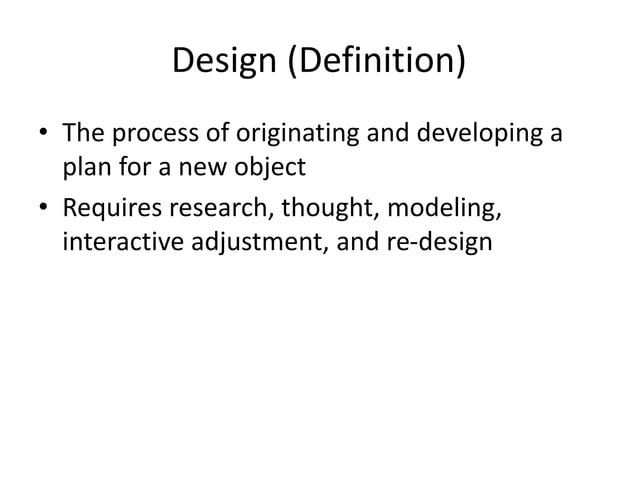 Design (Definition)
• The process of originating and developing a
plan for a new object
• Requires research, thought, modeling,
interactive adjustment, and re-design